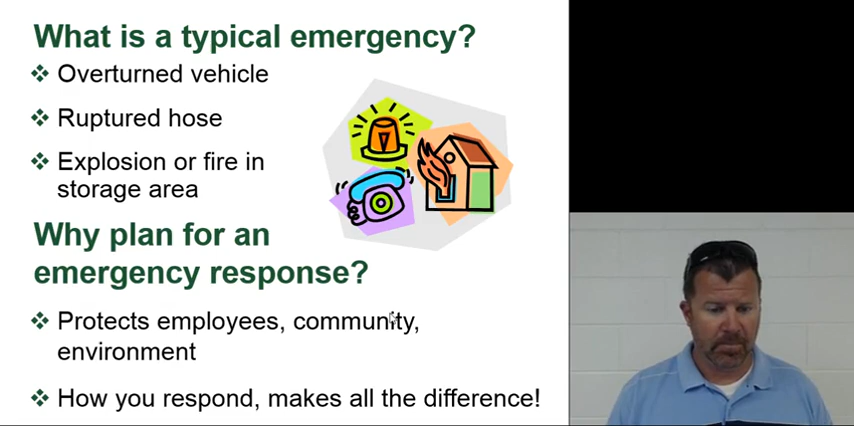 What is a typical emergency?
❖ Overturned vehicle
❖ Ruptured hose
❖ Explosion or fire in
storage area
Why plan for an
emergency response?
❖ Protects employees, community,
environment
❖ How you respond, makes all the difference!